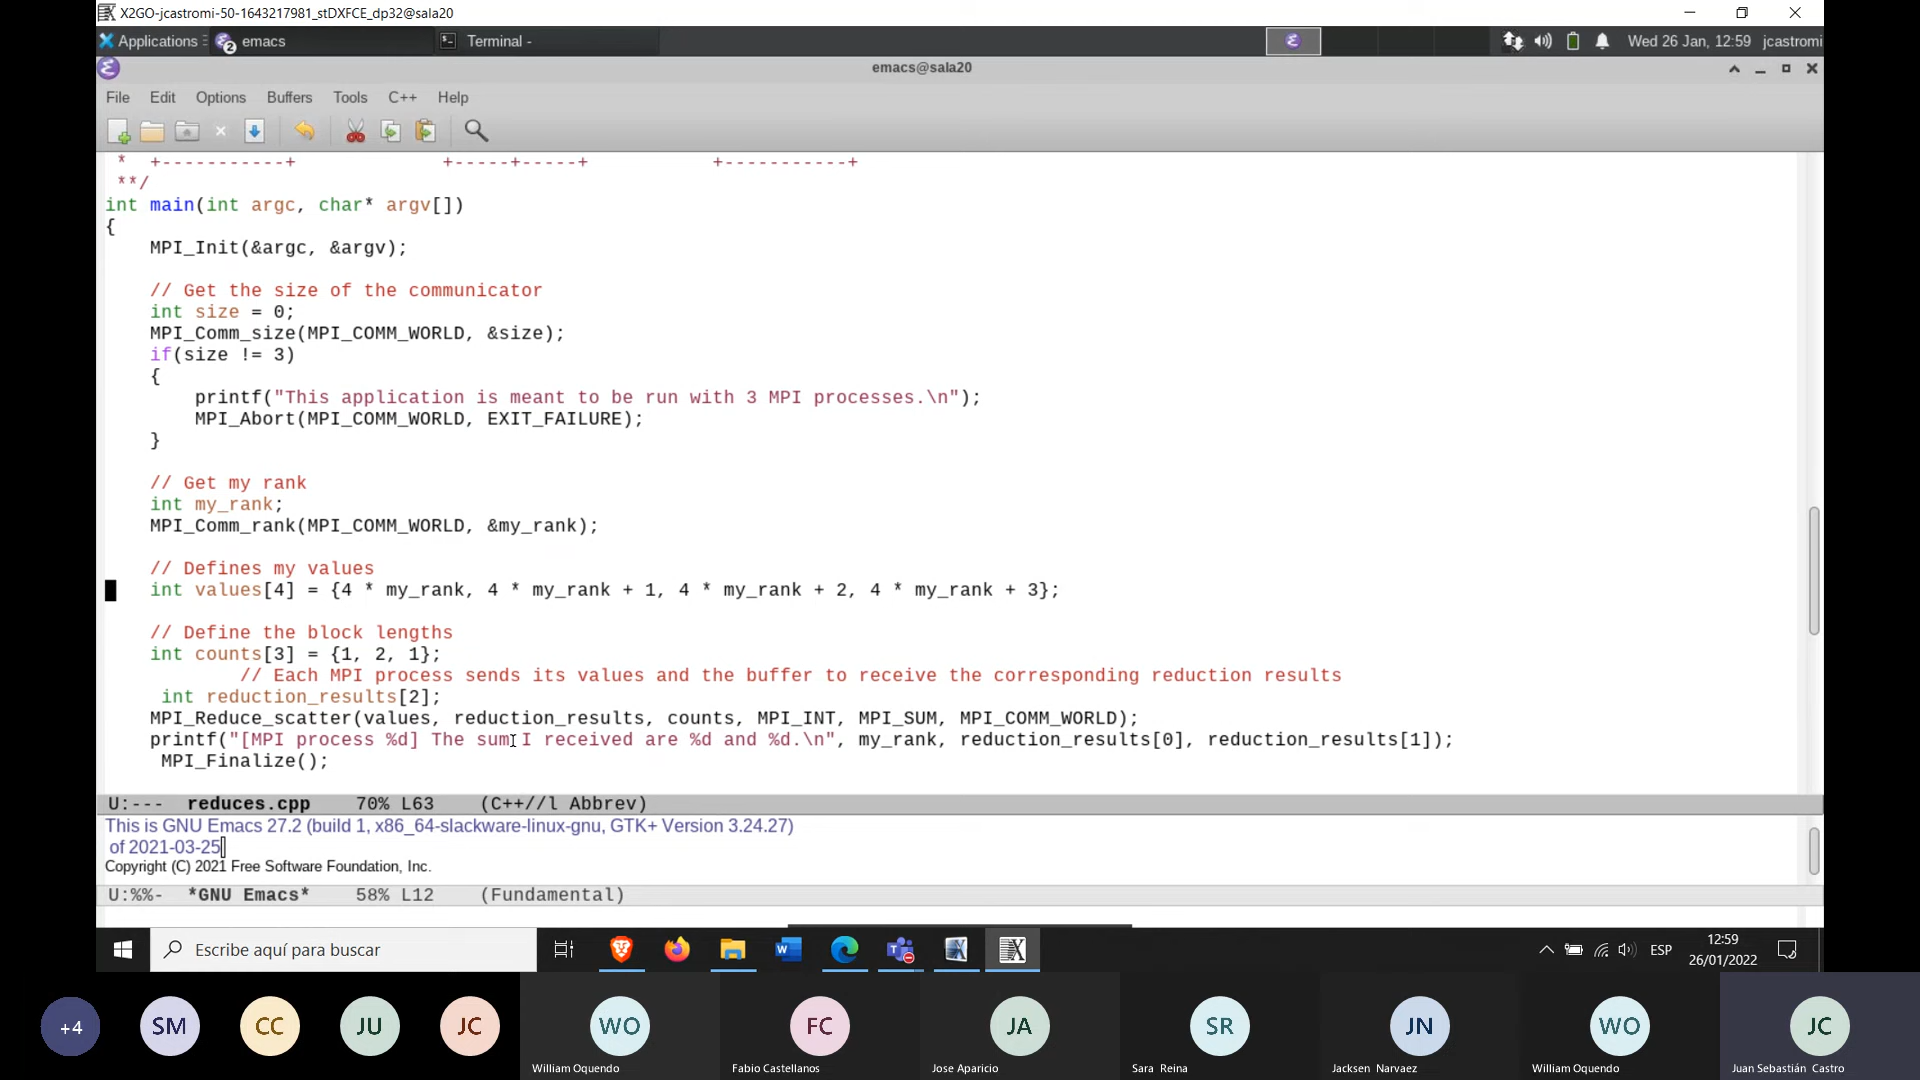 X2GO-jcastromi-50-1643217981_stDXFCE_dp32@sala20
Applications
2
emacs
Terminal -
Wed 26 Jan, 12:59
jcastromi
emacs@sala20
File Edit Options Buffers Tools C++ Help
* +-----------+ +-----+-----+ +-----------+
**/
int main(int argc, char* argv[])
{
MPI_Init(&argc, &argv);
// Get the size of the communicator
int size = 0;
MPI_Comm_size(MPI_COMM_WORLD, &size);
if(size != 3)
{
printf("This application is meant to be run with 3 MPI processes.\n");
MPI_Abort(MPI_COMM_WORLD, EXIT_FAILURE);
}
// Get my rank
int my_rank;
MPI_Comm_rank(MPI_COMM_WORLD, &my_rank);
// Defines my values
int values[4] = {4 * my_rank, 4 * my_rank + 1, 4 * my_rank + 2, 4 * my_rank + 3};
// Define the block lengths
int counts[3] = {1, 2, 1};
// Each MPI process sends its values and the buffer to receive the corresponding reduction results
int reduction_results[2];
MPI_Reduce_scatter(values, reduction_results, counts, MPI_INT, MPI_SUM, MPI_COMM_WORLD);
printf("[MPI process %d] The sum I received are %d and %d.\n", my_rank, reduction_results[0], reduction_results[1]);
MPI_Finalize();
U:--- reduces.cpp 70% L63 (C++//l Abbrev)
This is GNU Emacs 27.2 (build 1, x86_64-slackware-linux-gnu, GTK+ Version 3.24.27)
of 2021-03-25
Copyright (C) 2021 Free Software Foundation, Inc.
U:%%- *GNU Emacs* 58% L12 (Fundamental)
Escribe aquí para buscar
ESP
12:59
26/01/2022
+4
SM
CC
JU
JC
WO
FC
JA
SR
JN
WO
JC
William Oquendo
Fabio Castellanos
Jose Aparicio
Sara Reina
Jacksen Narvaez
William Oquendo
Juan Sebastián Castro